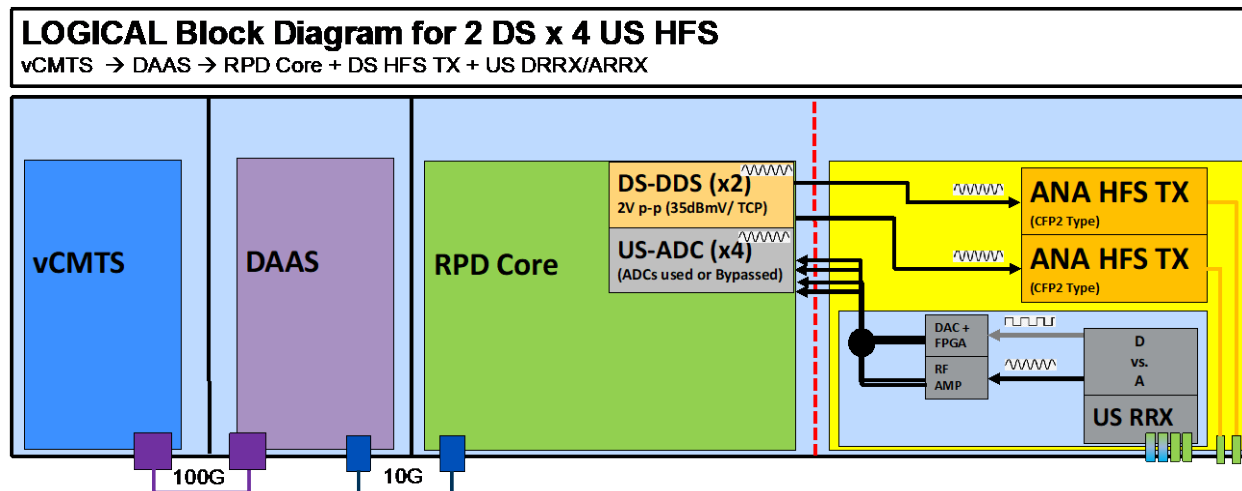 LOGICAL Block Diagram for 2 DS x 4 US HFS
vCMTS → DAAS → RPD Core + DS HFS TX + US DRRX/ARRX
vCMTS
DAAS
RPD Core
DS-DDS (x2)
2V p-p (35dBmV/ TCP)
US-ADC (x4)
(ADCs used or Bypassed)
ANA HFS TX
(CFP2 Type)
ANA HFS TX
(CFP2 Type)
DAC +
FPGA
RF
AMP
D
vs.
A
US RRX
100G
10G